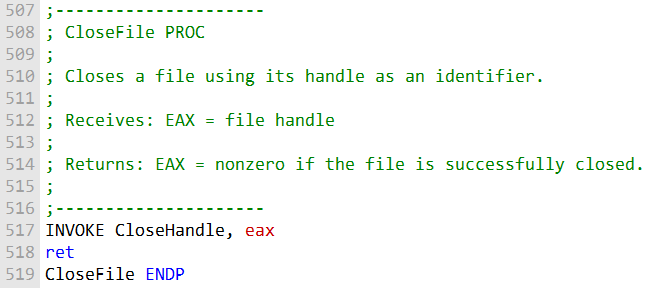 507 ;---------------------
508 ; CloseFile PROC
509 ;
510 ; Closes a file using its handle as an identifier.
511 ;
512 ; Receives: EAX = file handle
513 ;
514 ; Returns: EAX = nonzero if the file is successfully closed.
515 ;
516 ;---------------------
517 INVOKE CloseHandle, eax
518 ret
519 CloseFile ENDP